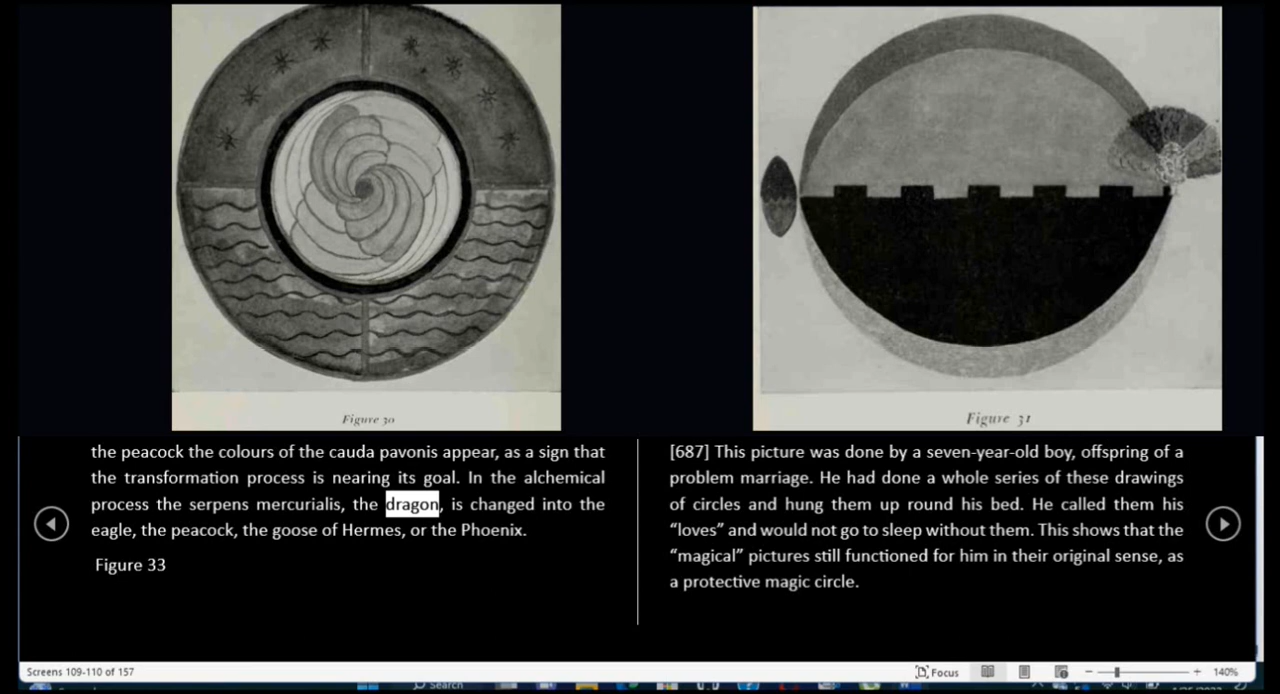 Figure 30
Figure 31
the peacock the colours of the cauda pavonis appear, as a sign that
the transformation process is nearing its goal. In the alchemical
process the serpens mercurialis, the dragon, is changed into the
eagle, the peacock, the goose of Hermes, or the Phoenix.
Figure 33
[687] This picture was done by a seven-year-old boy, offspring of a
problem marriage. He had done a whole series of these drawings
of circles and hung them up round his bed. He called them his
“loves” and would not go to sleep without them. This shows that the
“magical” pictures still functioned for him in their original sense, as
a protective magic circle.
Screens 109-110 of 157
Focus
140%
Search